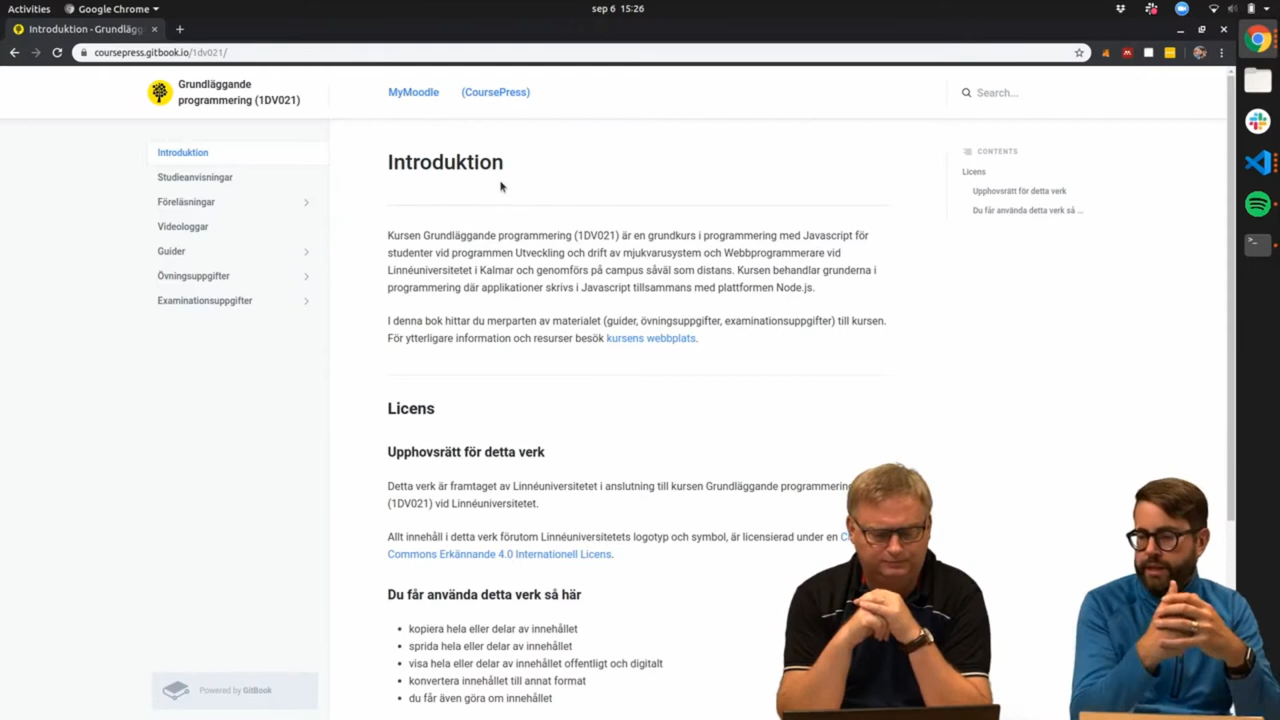 Activities
Google Chrome
sep 6 15:26
Introduktion - Grundlägg
coursepress.gitbook.io/1dv021/
Grundläggande
programmering (1DV021)
MyMoodle
(CoursePress)
Search...
Introduktion
Studieanvisningar
Föreläsningar
Videologgar
Guider
Övningsuppgifter
Examinationsuppgifter
Powered by GitBook
Introduktion
Kursen Grundläggande programmering (1DV021) är en grundkurs i programmering med Javascript för
studenter vid programmen Utveckling och drift av mjukvarusystem och Webbprogrammerare vid
Linnéuniversitetet i Kalmar och genomförs på campus såväl som distans. Kursen behandlar grunderna i
programmering där applikationer skrivs i Javascript tillsammans med plattformen Node.js.
I denna bok hittar du merparten av materialet (guider, övningsuppgifter, examinationsuppgifter) till kursen.
För ytterligare information och resurser besök kursens webbplats.
Licens
Upphovsrätt för detta verk
Detta verk är framtaget av Linnéuniversitetet i anslutning till kursen Grundläggande programmering
(1DV021) vid Linnéuniversitetet.
Allt innehåll i detta verk förutom Linnéuniversitetets logotyp och symbol, är licensierad under en
Commons Erkännande 4.0 Internationell Licens.
Du får använda detta verk så här
• kopiera hela eller delar av innehållet
• sprida hela eller delar av innehållet
• visa hela eller delar av innehållet offentligt och digitalt
• konvertera innehållet till annat format
• du får även göra om innehållet
CONTENTS
Licens
Upphovsrätt för detta verk
Du får använda detta verk så ...